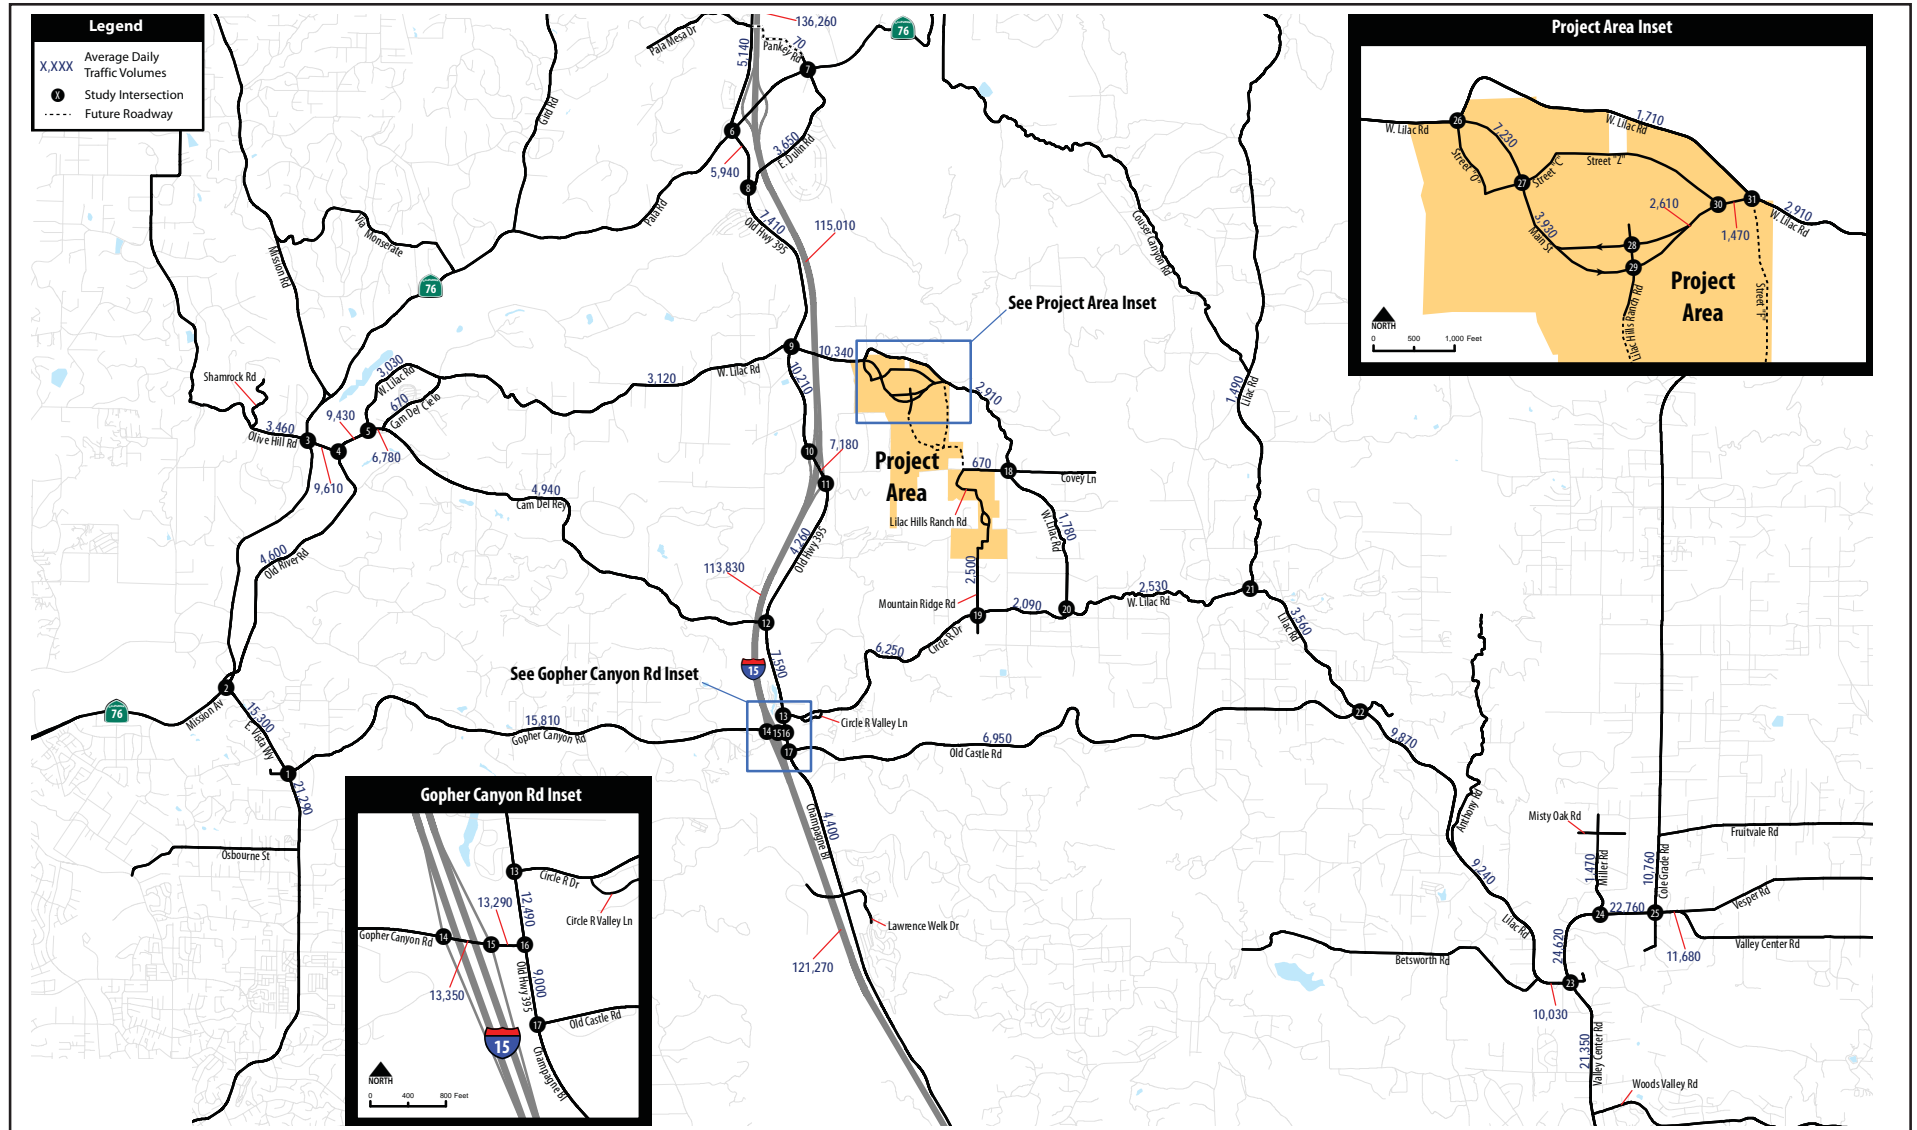 Legend
X,XXX Average Daily
Traffic Volumes
X Study Intersection
Future Roadway
136,260
Pala Mesa Dr
5,140
70
Pankey Rd
76
7
6
3,650
E. Dulin Rd
5,940
8
Gird Rd
Pala Rd
7,410
Old Hwy 395
115,010
Via Monserate
Mission Rd
76
Couser Canyon Rd
See Project Area Inset
9
10,340
W. Lilac Rd
3,120
10,210
2,910
1,490
Lilac Rd
Shamrock Rd
3,030
W. Lilac Rd
670
Cam Del Cielo
9,430
3,460
Olive Hill Rd
3
4
5
6,780
9,610
10
7,180
11
Project
Area
670
18
Covey Ln
Lilac Hills Ranch Rd
4,940
Cam Del Rey
W. Lilac Rd
1,780
4,600
Old River Rd
4,260
Old Hwy 395
113,830
2,500
Mountain Ridge Rd
2,090
19
20
2,530
W. Lilac Rd
21
12
3,560
Lilac Rd
6,250
Circle R Dr
7,590
15
See Gopher Canyon Rd Inset
2
76
Mission Av
15,300
E. Vista Wy
13
Circle R Valley Ln
14
15
16
17
15,810
Gopher Canyon Rd
6,950
Old Castle Rd
22
9,870
1
21,290
Osbourne St
4,400
Champagne Bl
Anthony Rd
Misty Oak Rd
Fruitvale Rd
1,470
Miller Rd
10,760
Cole Grade Rd
9,240
Lilac Rd
24
22,760
25
Vesper Rd
Valley Center Rd
11,680
Lawrence Welk Dr
121,270
Betsworth Rd
24,620
23
10,030
21,350
Valley Center Rd
Woods Valley Rd
Project Area Inset
W. Lilac Rd
26
7,230
Street "O"
27
Street "C"
Street "Z"
1,710
W. Lilac Rd
2,610
30
31
1,470
2,910
W. Lilac Rd
3,930
Main St
28
29
Lilac Hills Ranch Rd
Project
Area
Street "F"
NORTH
0 500 1,000 Feet
Gopher Canyon Rd Inset
13
Circle R Dr
Circle R Valley Ln
13,290
12,490
Gopher Canyon Rd
14
15
16
13,350
Old Hwy 395
9,000
17
Old Castle Rd
15
Champagne Bl
NORTH
0 400 800 Feet